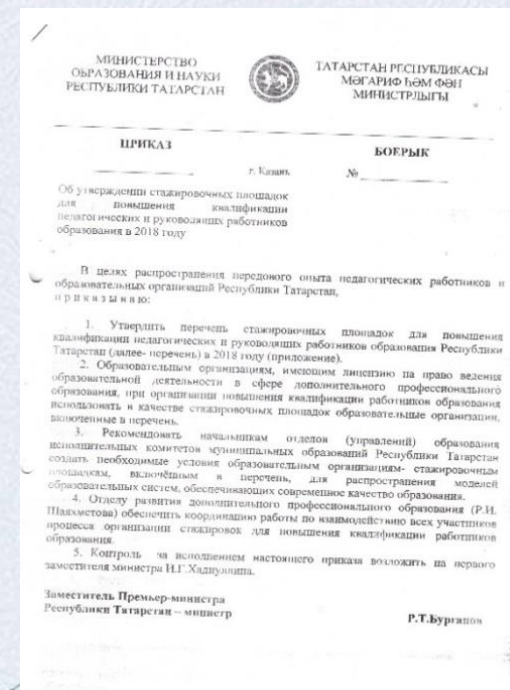 МИНИСТЕРСТВО
ОБРАЗОВАНИЯ И НАУКИ
РЕСПУБЛИКИ ТАТАРСТАН
ТАТАРСТАН РЕСПУБЛИКАСЫ
МӘГАРИФ ҺӘМ ФӘН
МИНИСТРЛЫГЫ
ПРИКАЗ
БОЕРЫК
г. Казань
№
Об утверждении стажировочных площадок
для повышения квалификации
педагогических и руководящих работников
образования в 2018 году
В целях распространения передового опыта педагогических работников и
образовательных организаций Республики Татарстан,
п р и к а з ы в а ю:
1. Утвердить перечень стажировочных площадок для повышения
квалификации педагогических и руководящих работников образования Республики
Татарстан (далее- перечень) в 2018 году (приложение).
2. Образовательным организациям, имеющим лицензию на право ведения
образовательной деятельности в сфере дополнительного профессионального
образования, при организации повышения квалификации работников образования
использовать в качестве стажировочных площадок образовательные организации,
включенные в перечень.
3. Рекомендовать начальникам отделов (управлений) образования
исполнительных комитетов муниципальных образований Республики Татарстан
создать необходимые условия образовательным организациям- стажировочным
площадкам, включённым в перечень, для распространения моделей
образовательных систем, обеспечивающих современное качество образования.
4. Отделу развития дополнительного профессионального образования (Р.И.
Шаяхметова) обеспечить координацию работы по взаимодействию всех участников
процесса организации стажировок для повышения квалификации работников
образования.
5. Контроль за исполнением настоящего приказа возложить на первого
заместителя министра И.Г.Хадиуллина.
Заместитель Премьер-министра
Республики Татарстан – министр
Р.Т.Бурганов